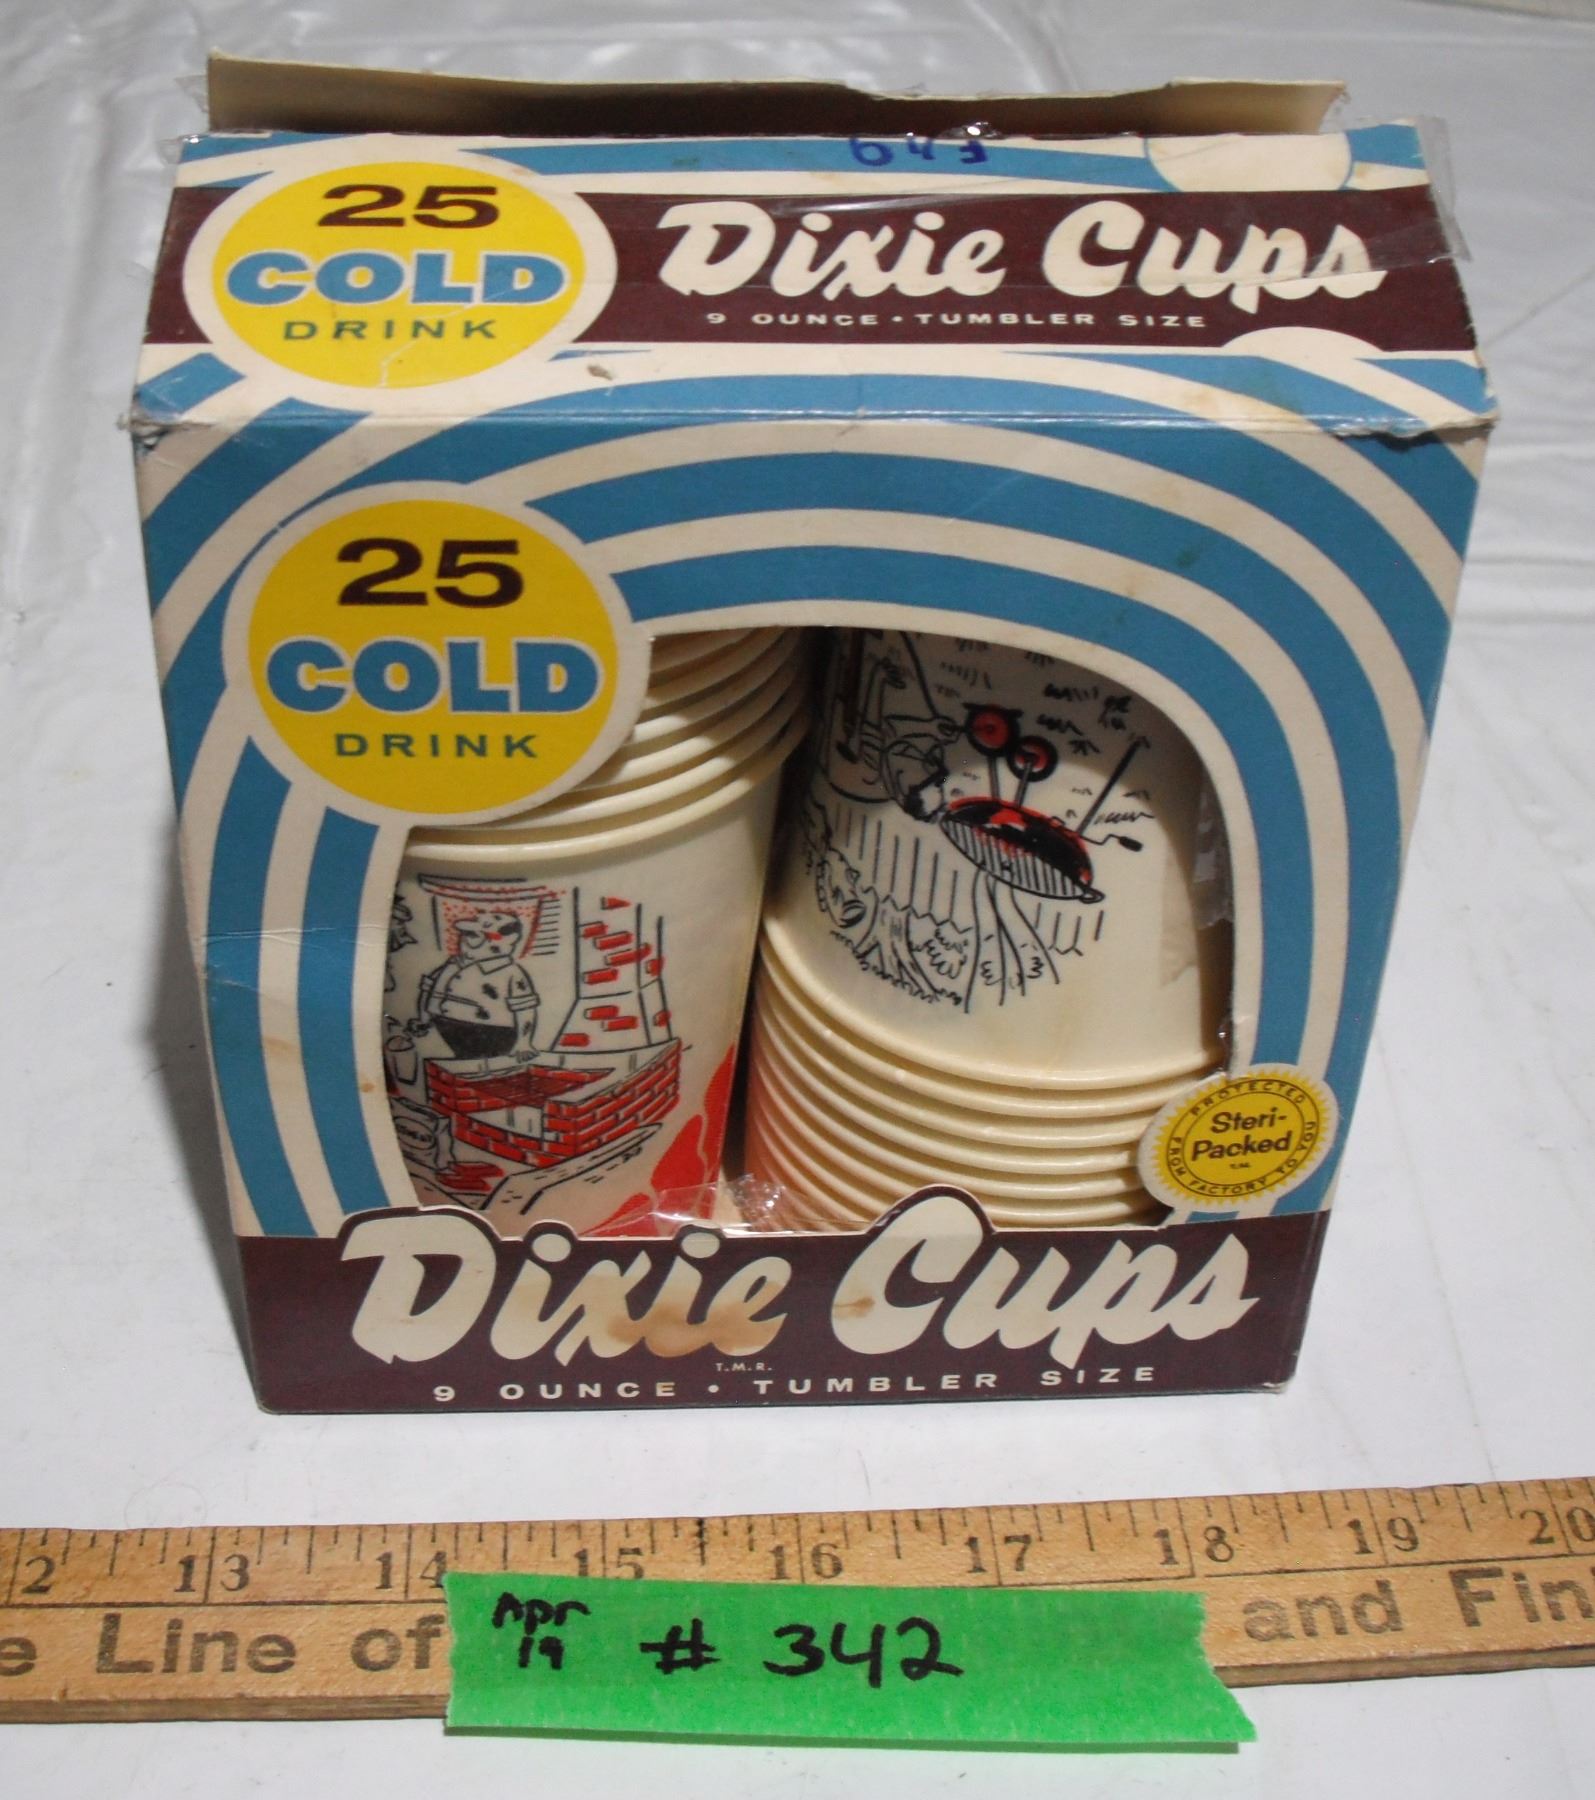 643
25
COLD
DRINK
Dixie Cups
9 OUNCE • TUMBLER SIZE
25
COLD
DRINK
PROTECTED
Steri-
Packed
T.M.
FROM FACTORY TO YOU
Dixie Cups
T.M.R.
9 OUNCE • TUMBLER SIZE
2 13 14 15 16 17 18 19 20
e Line of and Fin
Apr
19
# 342